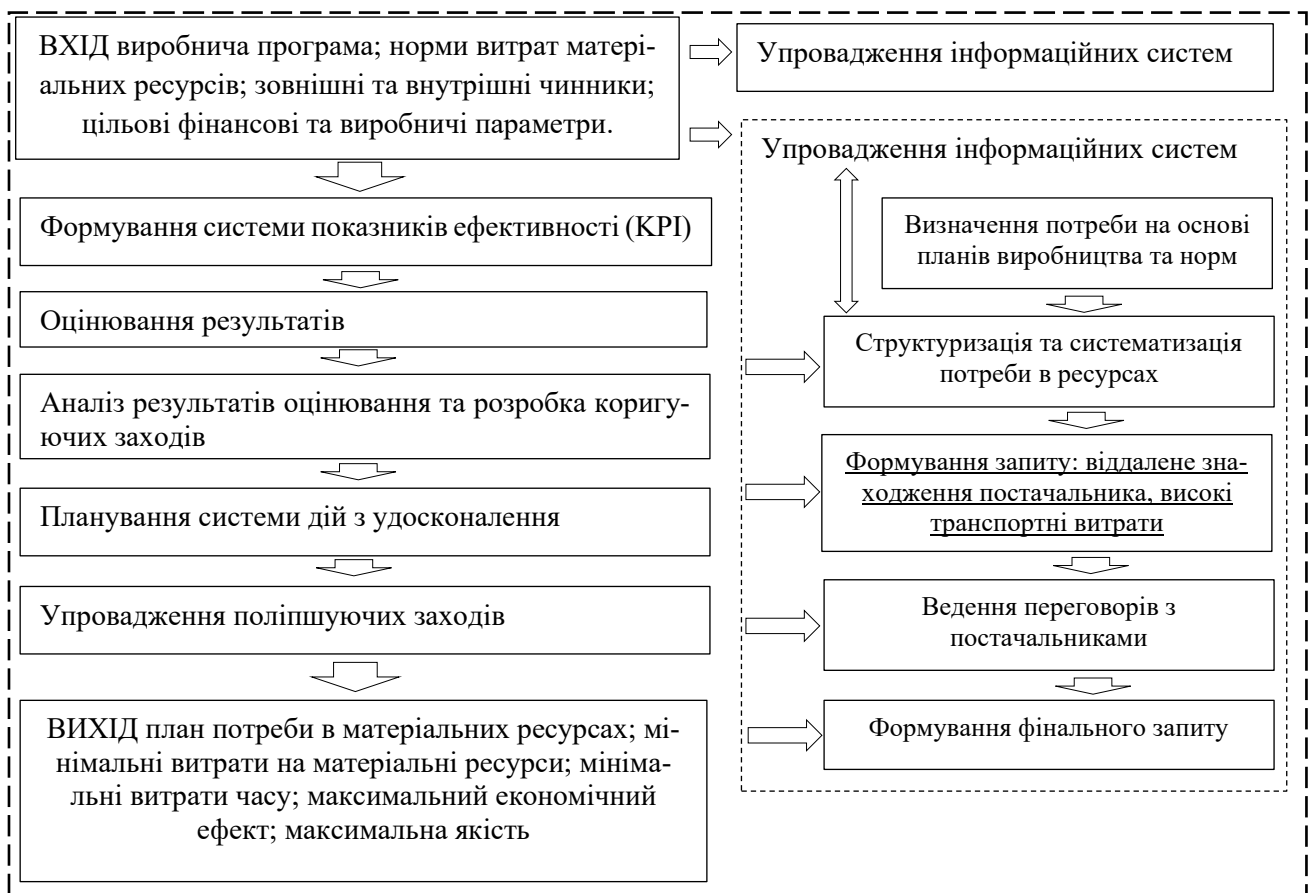 ВХІД виробнича програма; норми витрат матері-
альних ресурсів; зовнішні та внутрішні чинники;
цільові фінансові та виробничі параметри.
Формування системи показників ефективності (KPI)
Оцінювання результатів
Аналіз результатів оцінювання та розробка коригу-
ючих заходів
Планування системи дій з удосконалення
Упровадження поліпшуючих заходів
ВИХІД план потреби в матеріальних ресурсах; мі-
німальні витрати на матеріальні ресурси; мініма-
льні витрати часу; максимальний економічний
ефект; максимальна якість
Упровадження інформаційних систем
Упровадження інформаційних систем
Визначення потреби на основі
планів виробництва та норм
Структуризація та систематизація
потреби в ресурсах
Формування запиту: віддалене зна-
ходження постачальника, високі
транспортні витрати
Ведення переговорів з
постачальниками
Формування фінального запиту